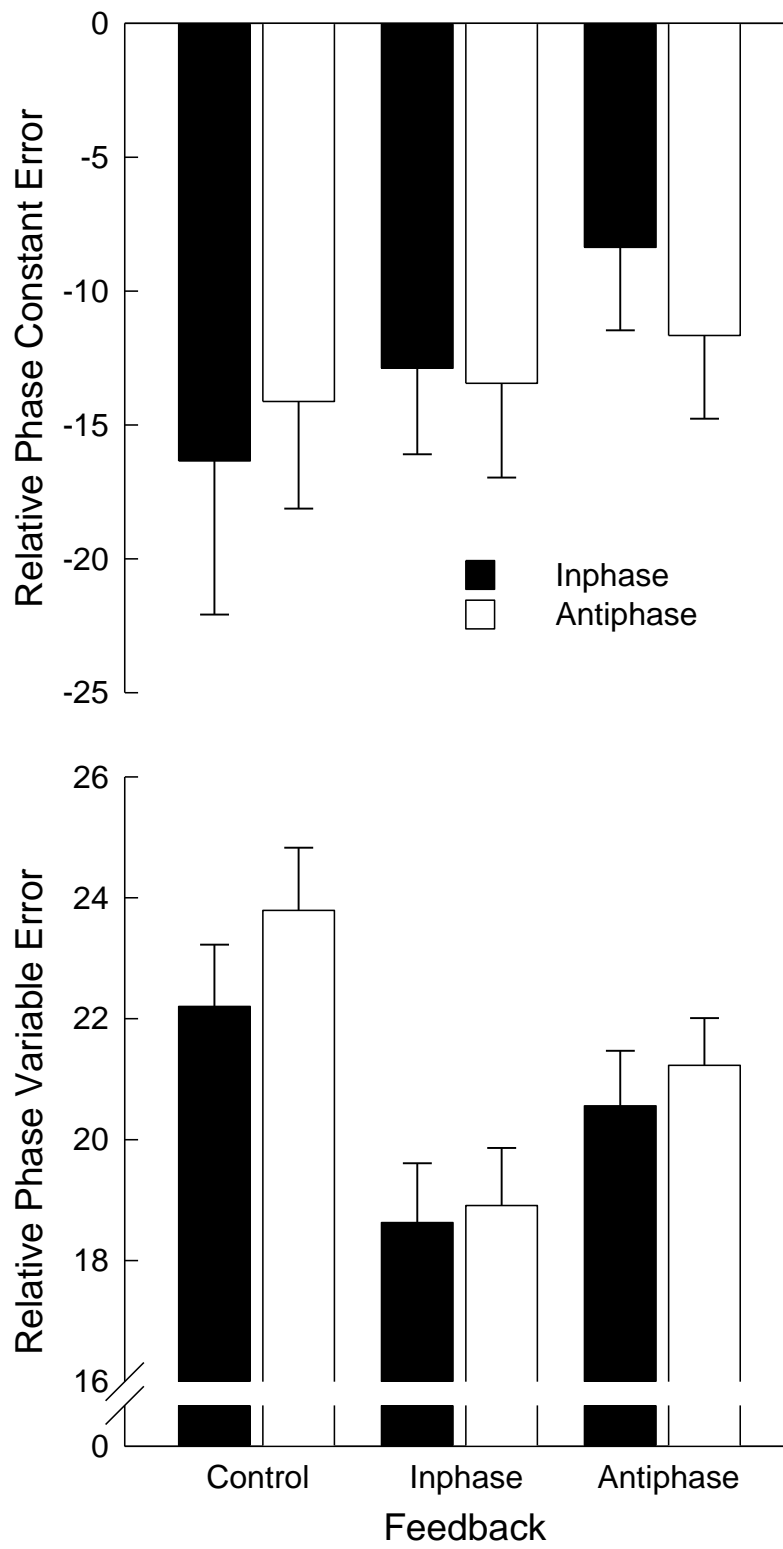 Relative Phase Constant Error
0
-5
-10
-15
-20
-25
Inphase
Antiphase
Relative Phase Variable Error
26
24
22
20
18
16
0
Control Inphase Antiphase
Feedback